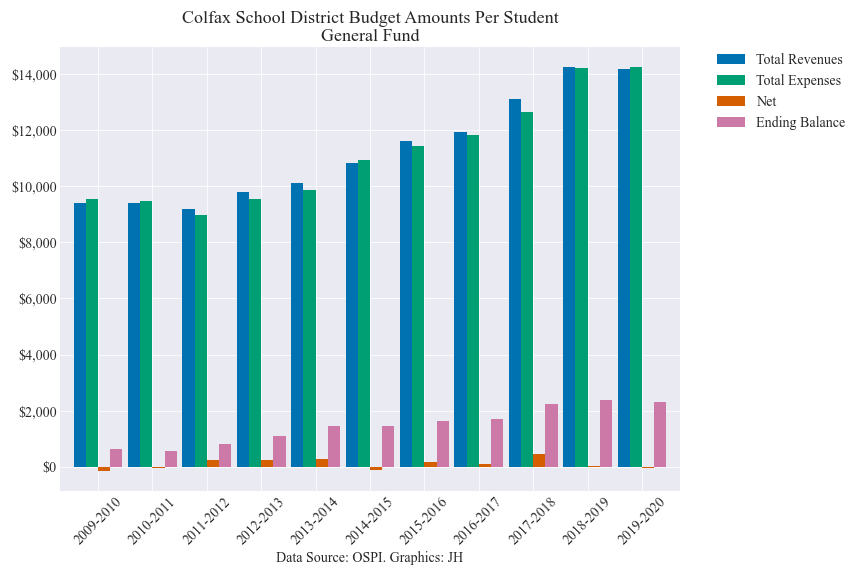 Colfax School District Budget Amounts Per Student
General Fund
Total Revenues
Total Expenses
Net
Ending Balance
$14,000
$12,000
$10,000
$8,000
$6,000
$4,000
$2,000
$0
2009-2010
2010-2011
2011-2012
2012-2013
2013-2014
2014-2015
2015-2016
2016-2017
2017-2018
2018-2019
2019-2020
Data Source: OSPI. Graphics: JH